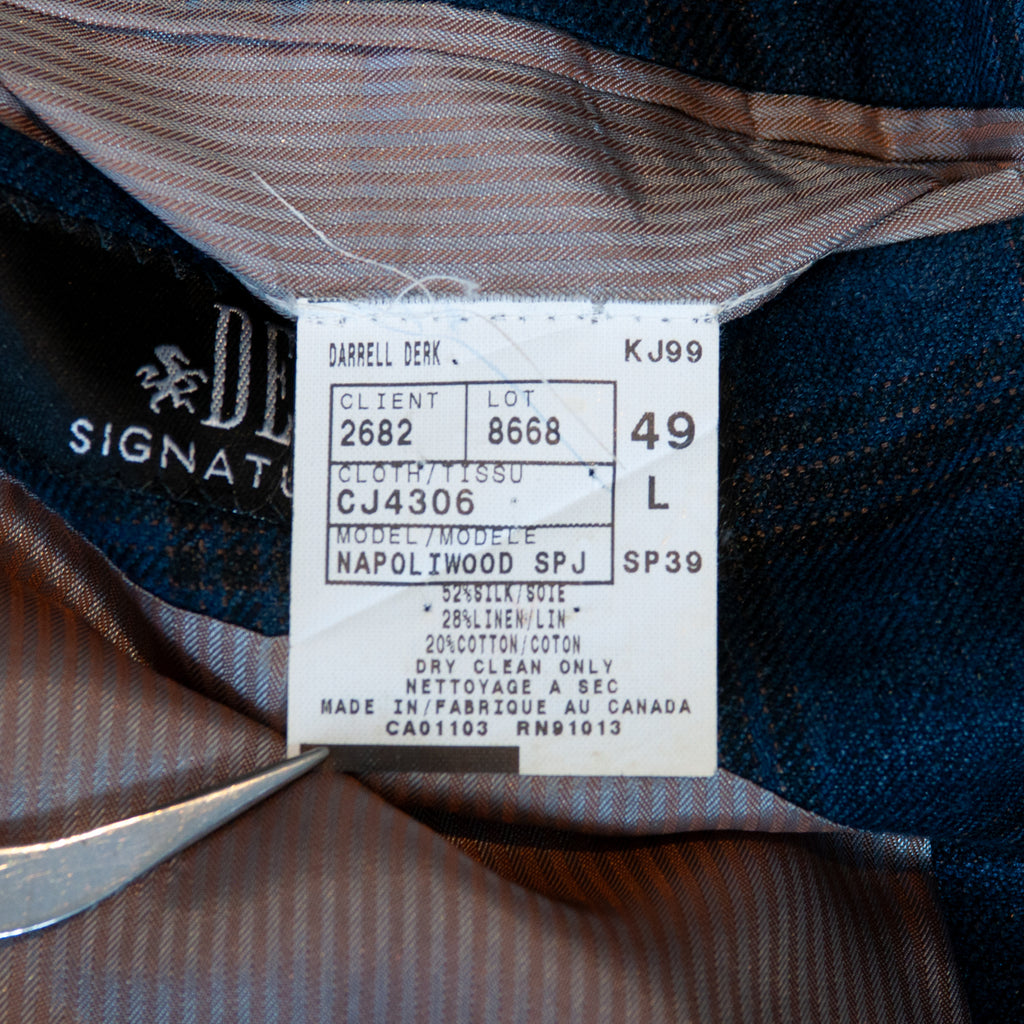 DARRELL DERK . KJ99
CLIENT LOT
2682 8668 49
CLOTH/TISSU
CJ4306 L
MODEL/MODELE
NAPOLIWOOD SPJ SP39
52%SILK/SOIE
28%LINEN/LIN
20%COTTON/COTON
DRY CLEAN ONLY
NETTOYAGE A SEC
MADE IN/FABRIQUE AU CANADA
CA01103 RN91013
DE
SIGNATU